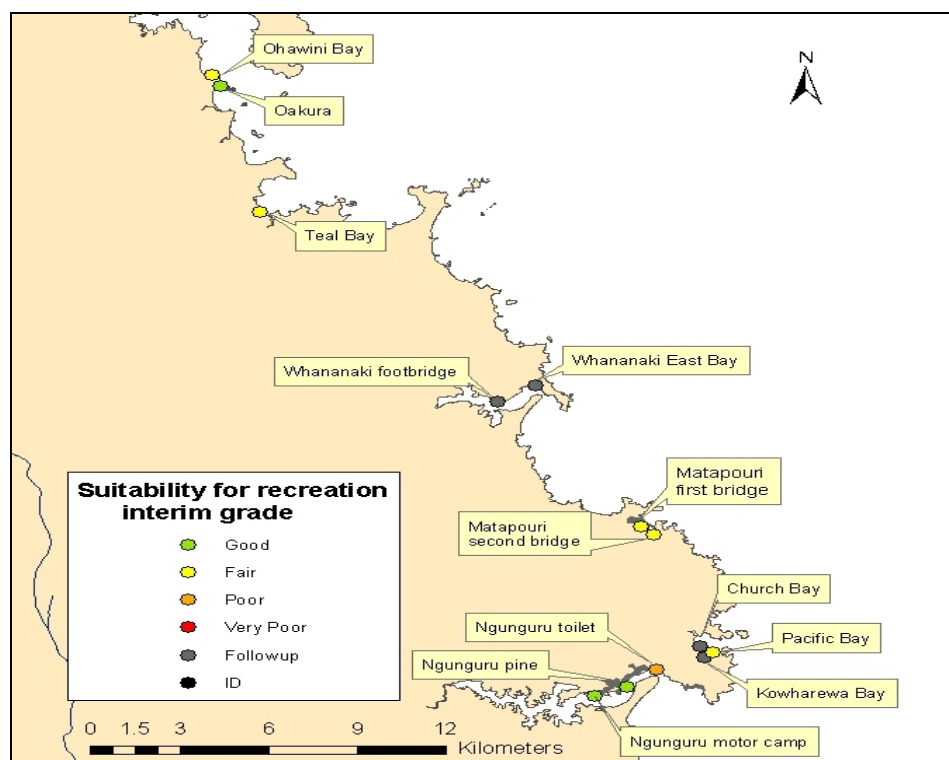 Ohawini Bay
N
Oakura
Teal Bay
Whananaki East Bay
Whananaki footbridge
Matapouri
first bridge
Matapouri
second bridge
Suitability for recreation
interim grade
Good
Fair
Poor
Very Poor
Followup
ID
Church Bay
Ngunguru toilet
Pacific Bay
Ngunguru pine
Kowharewa Bay
Ngunguru motor camp
0 1.5 3 6 9 12
Kilometers